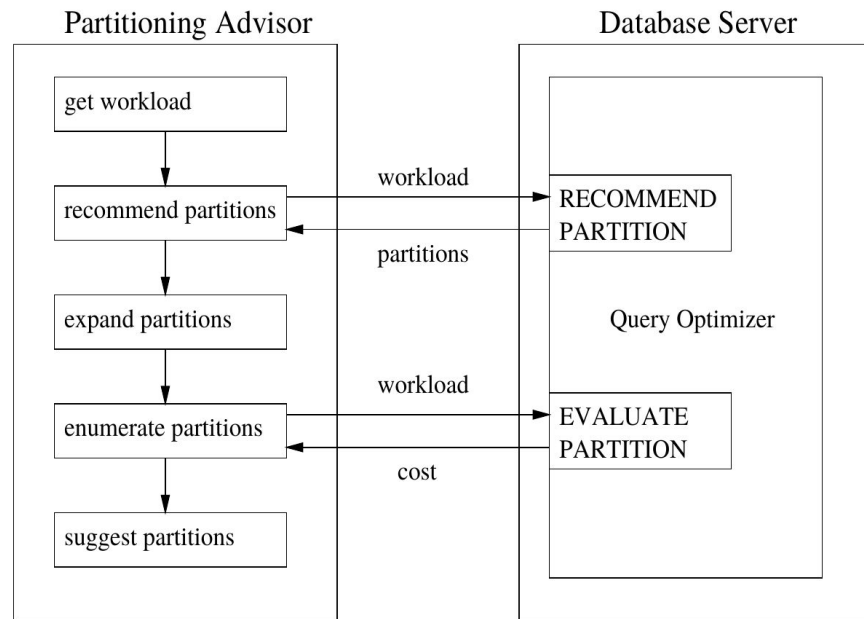 Partitioning Advisor
Database Server
get workload
recommend partitions
workload
RECOMMEND
PARTITION
partitions
expand partitions
Query Optimizer
enumerate partitions
workload
EVALUATE
PARTITION
cost
suggest partitions